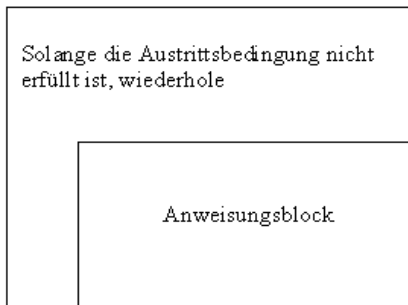 Solange die Austrittsbedingung nicht
erfüllt ist, wiederhole
Anweisungsblock